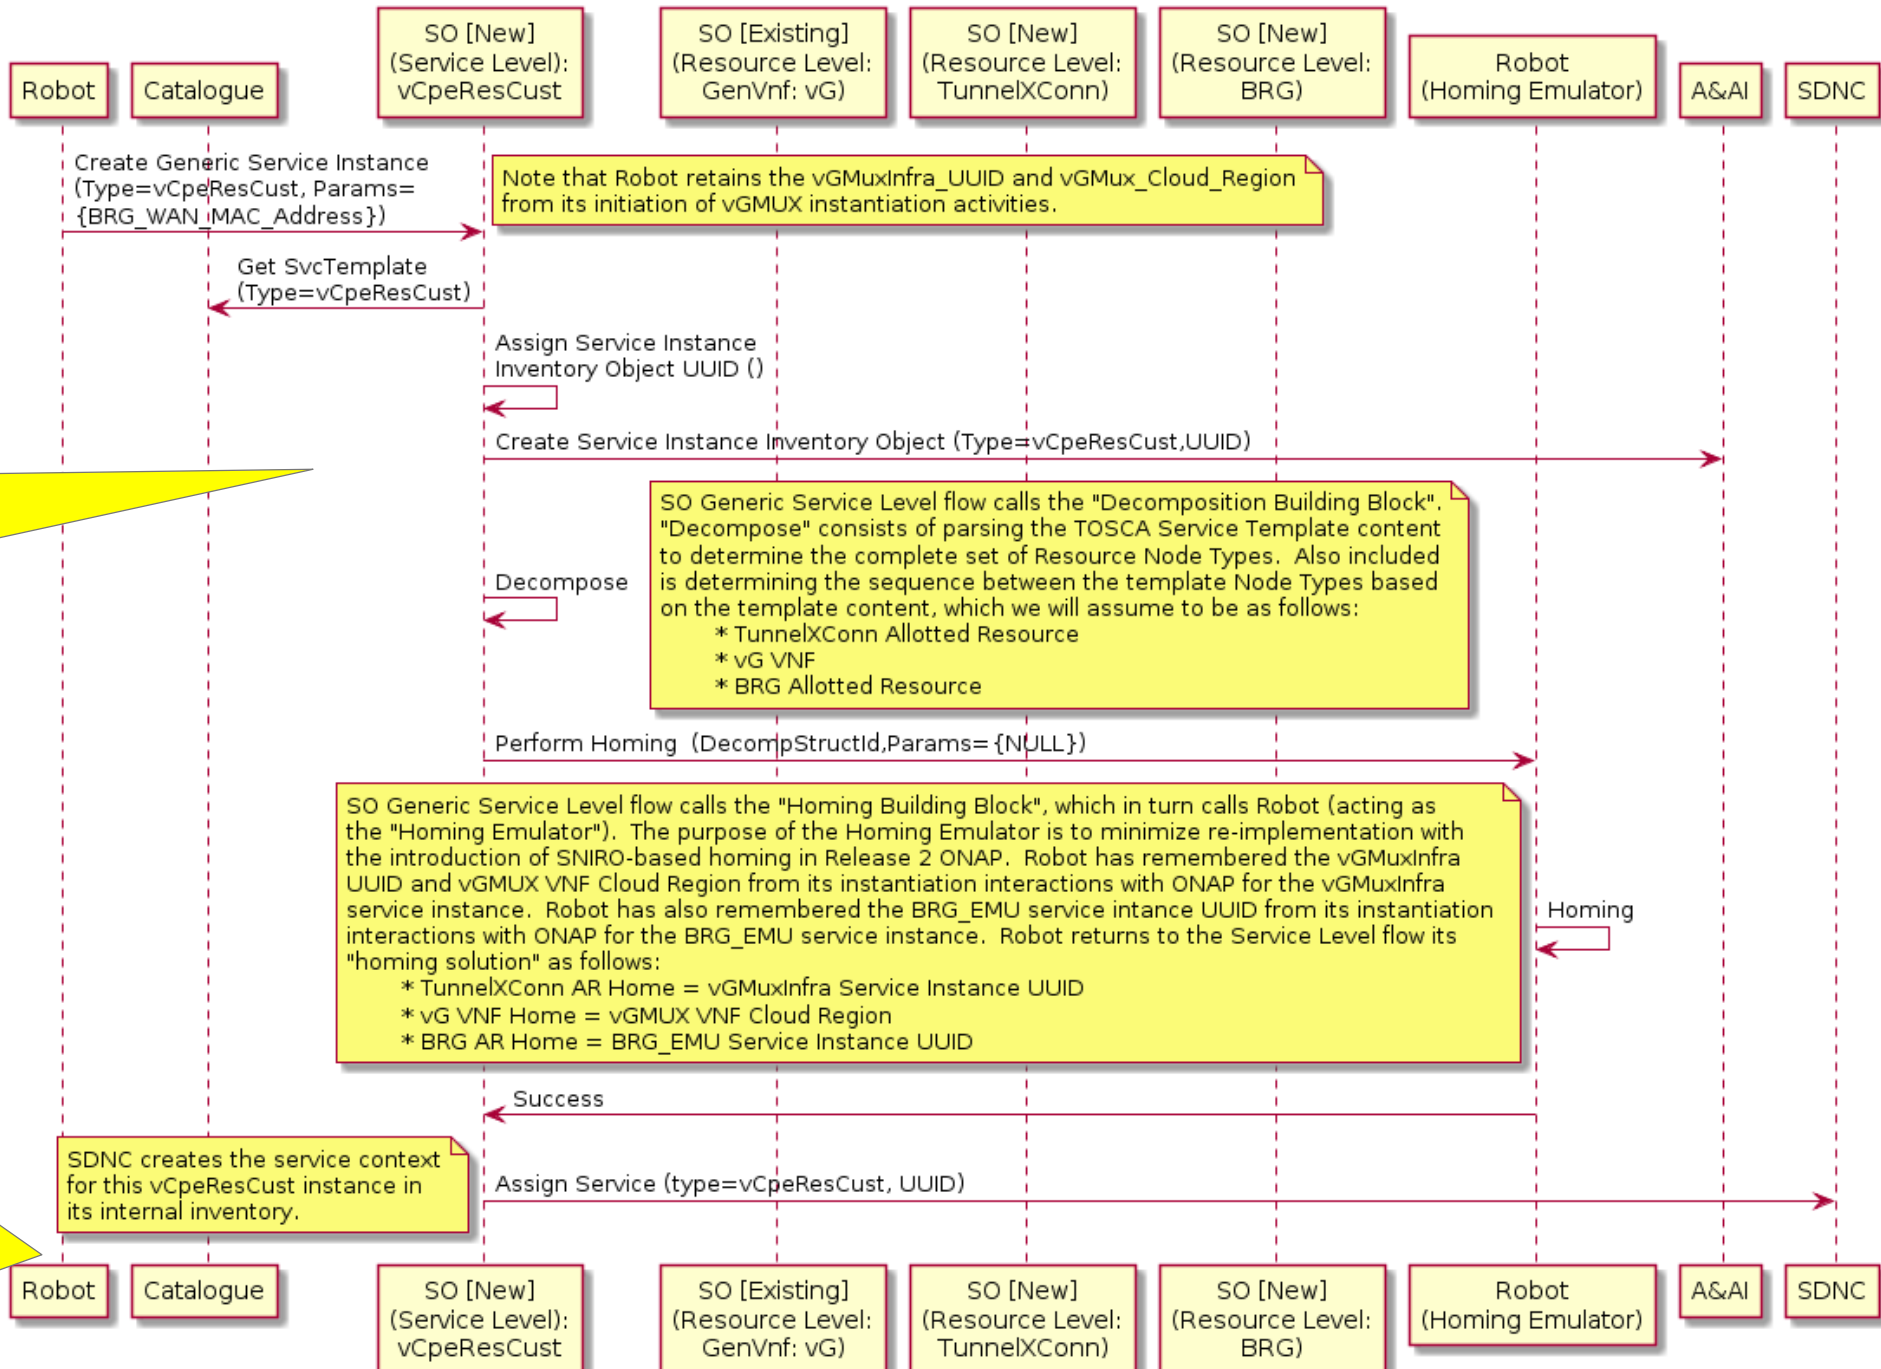 SO [New]
(Service Level):
vCpeResCust
SO [Existing]
(Resource Level:
GenVnf: vG)
SO [New]
(Resource Level:
TunnelXConn)
SO [New]
(Resource Level:
BRG)
Robot
(Homing Emulator)
Robot
Catalogue
A&AI
SDNC
Create Generic Service Instance
(Type=vCpeResCust, Params=
{BRG_WAN_MAC_Address})
Note that Robot retains the vGMuxInfra_UUID and vGMux_Cloud_Region
from its initiation of vGMUX instantiation activities.
Get SvcTemplate
(Type=vCpeResCust)
Assign Service Instance
Inventory Object UUID ()
Create Service Instance Inventory Object (Type=vCpeResCust,UUID)
SO Generic Service Level flow calls the "Decomposition Building Block".
"Decompose" consists of parsing the TOSCA Service Template content
to determine the complete set of Resource Node Types.  Also included
is determining the sequence between the template Node Types based
on the template content, which we will assume to be as follows:
* TunnelXConn Allotted Resource
* vG VNF
* BRG Allotted Resource
Decompose
Perform Homing  (DecompStructId,Params={NULL})
SO Generic Service Level flow calls the "Homing Building Block", which in turn calls Robot (acting as
the "Homing Emulator").  The purpose of the Homing Emulator is to minimize re-implementation with
the introduction of SNIRO-based homing in Release 2 ONAP.  Robot has remembered the vGMuxInfra
UUID and vGMUX VNF Cloud Region from its instantiation interactions with ONAP for the vGMuxInfra
service instance.  Robot has also remembered the BRG_EMU service intance UUID from its instantiation
interactions with ONAP for the BRG_EMU service instance.  Robot returns to the Service Level flow its
"homing solution" as follows:
* TunnelXConn AR Home = vGMuxInfra Service Instance UUID
* vG VNF Home = vGMUX VNF Cloud Region
* BRG AR Home = BRG_EMU Service Instance UUID
Homing
Success
SDNC creates the service context
for this vCpeResCust instance in
its internal inventory.
Assign Service (type=vCpeResCust, UUID)
Robot
Catalogue
SO [New]
(Service Level):
vCpeResCust
SO [Existing]
(Resource Level:
GenVnf: vG)
SO [New]
(Resource Level:
TunnelXConn)
SO [New]
(Resource Level:
BRG)
Robot
(Homing Emulator)
A&AI
SDNC